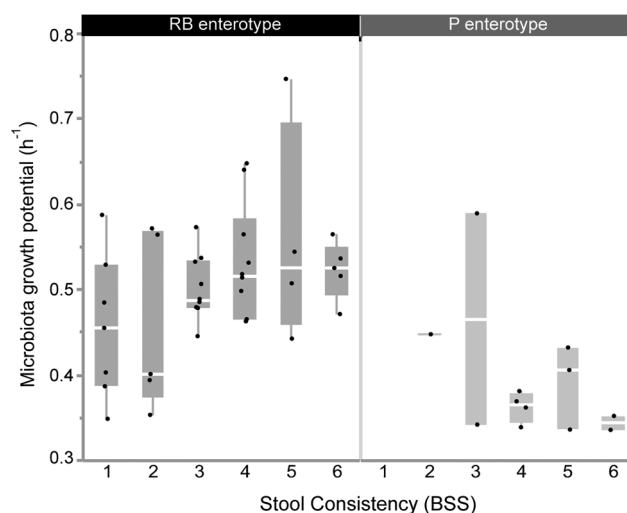 RB enterotype P enterotype
0.8
0.7
0.6
0.5
0.4
0.3
Microbiota growth potential (h-1)
1 2 3 4 5 6 1 2 3 4 5 6
Stool Consistency (BSS)